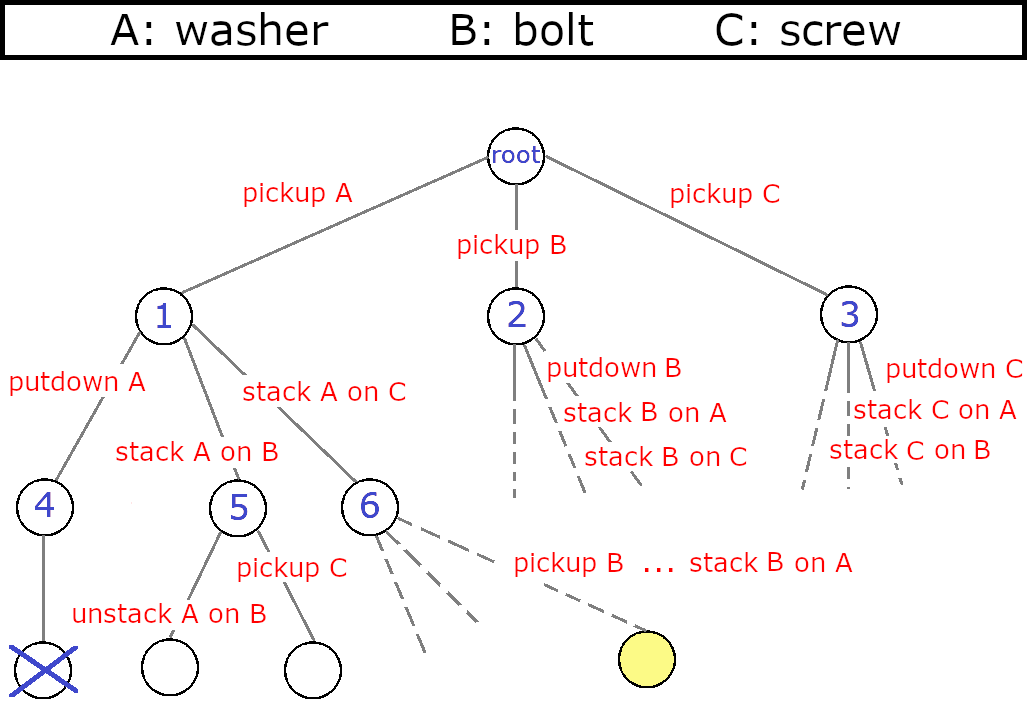 A: washer B: bolt C: screw
root
pickup A
pickup C
pickup B
1
2
3
putdown A
stack A on C
stack A on B
putdown B
stack B on A
stack B on C
putdown C
stack C on A
stack C on B
4
5
6
pickup C
pickup B ... stack B on A
unstack A on B